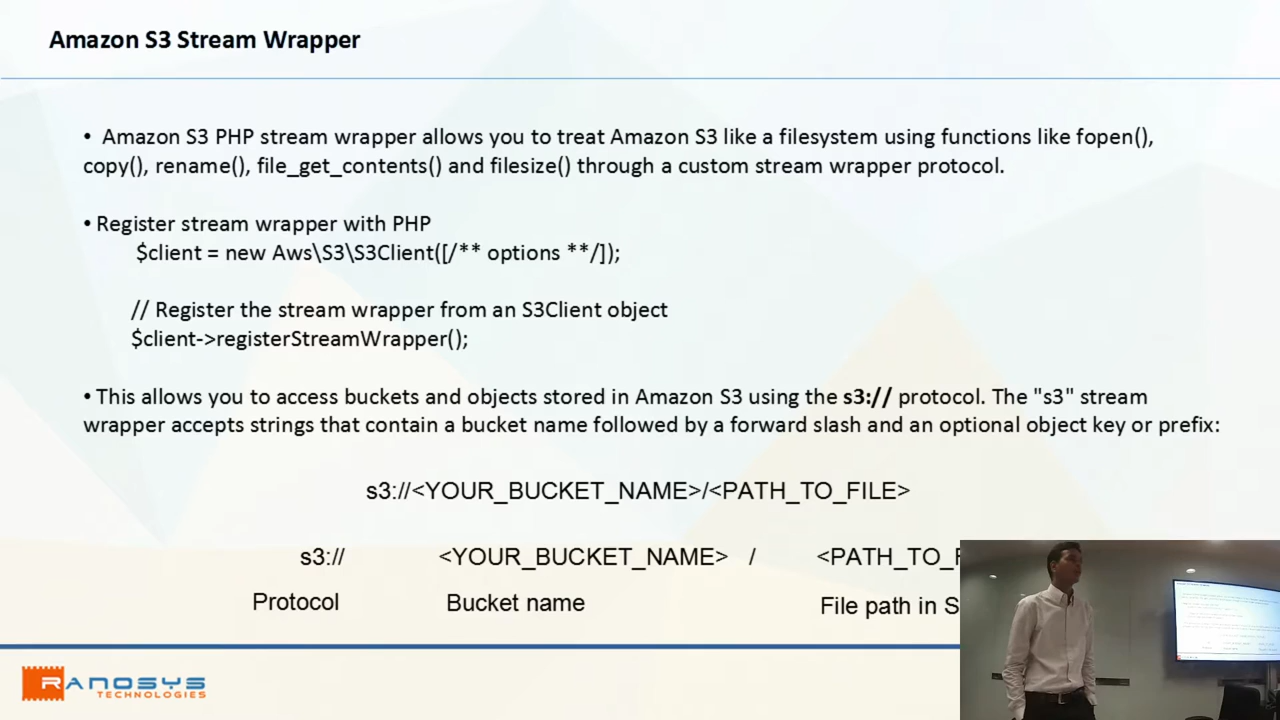 Amazon S3 Stream Wrapper
• Amazon S3 PHP stream wrapper allows you to treat Amazon S3 like a filesystem using functions like fopen(),
copy(), rename(), file_get_contents() and filesize() through a custom stream wrapper protocol.
• Register stream wrapper with PHP
$client = new Aws\S3\S3Client([/** options **/]);
// Register the stream wrapper from an S3Client object
$client->registerStreamWrapper();
• This allows you to access buckets and objects stored in Amazon S3 using the s3:// protocol. The "s3" stream
wrapper accepts strings that contain a bucket name followed by a forward slash and an optional object key or prefix:
s3://<YOUR_BUCKET_NAME>/<PATH_TO_FILE>
s3:// <YOUR_BUCKET_NAME> / <PATH_TO_F
Protocol Bucket name File path in S
RANOSYS
TECHNOLOGIES